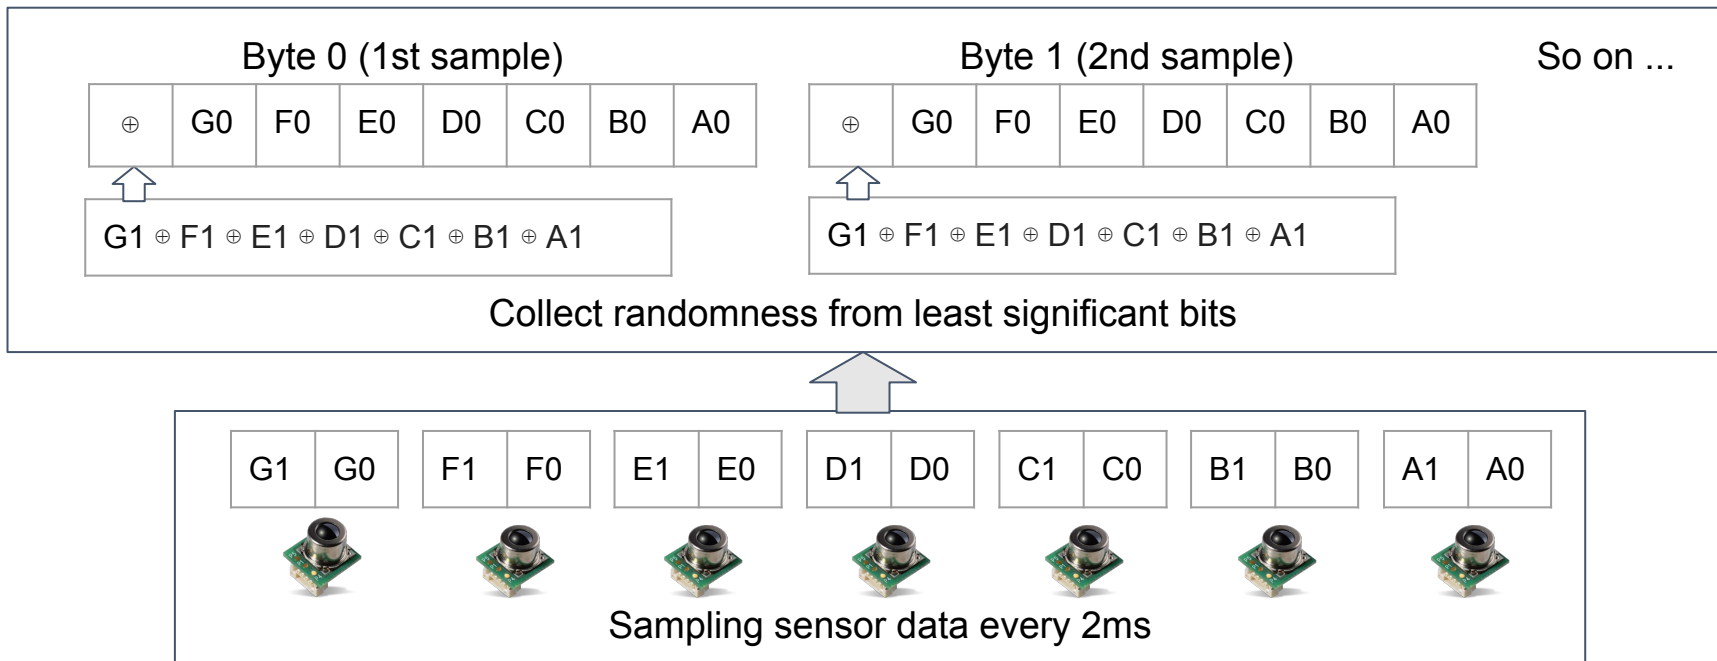 Byte 0 (1st sample) Byte 1 (2nd sample) So on ...
⊕ G0 F0 E0 D0 C0 B0 A0 ⊕ G0 F0 E0 D0 C0 B0 A0
G1 ⊕ F1 ⊕ E1 ⊕ D1 ⊕ C1 ⊕ B1 ⊕ A1 G1 ⊕ F1 ⊕ E1 ⊕ D1 ⊕ C1 ⊕ B1 ⊕ A1
Collect randomness from least significant bits
G1 G0 F1 F0 E1 E0 D1 D0 C1 C0 B1 B0 A1 A0
Sampling sensor data every 2ms